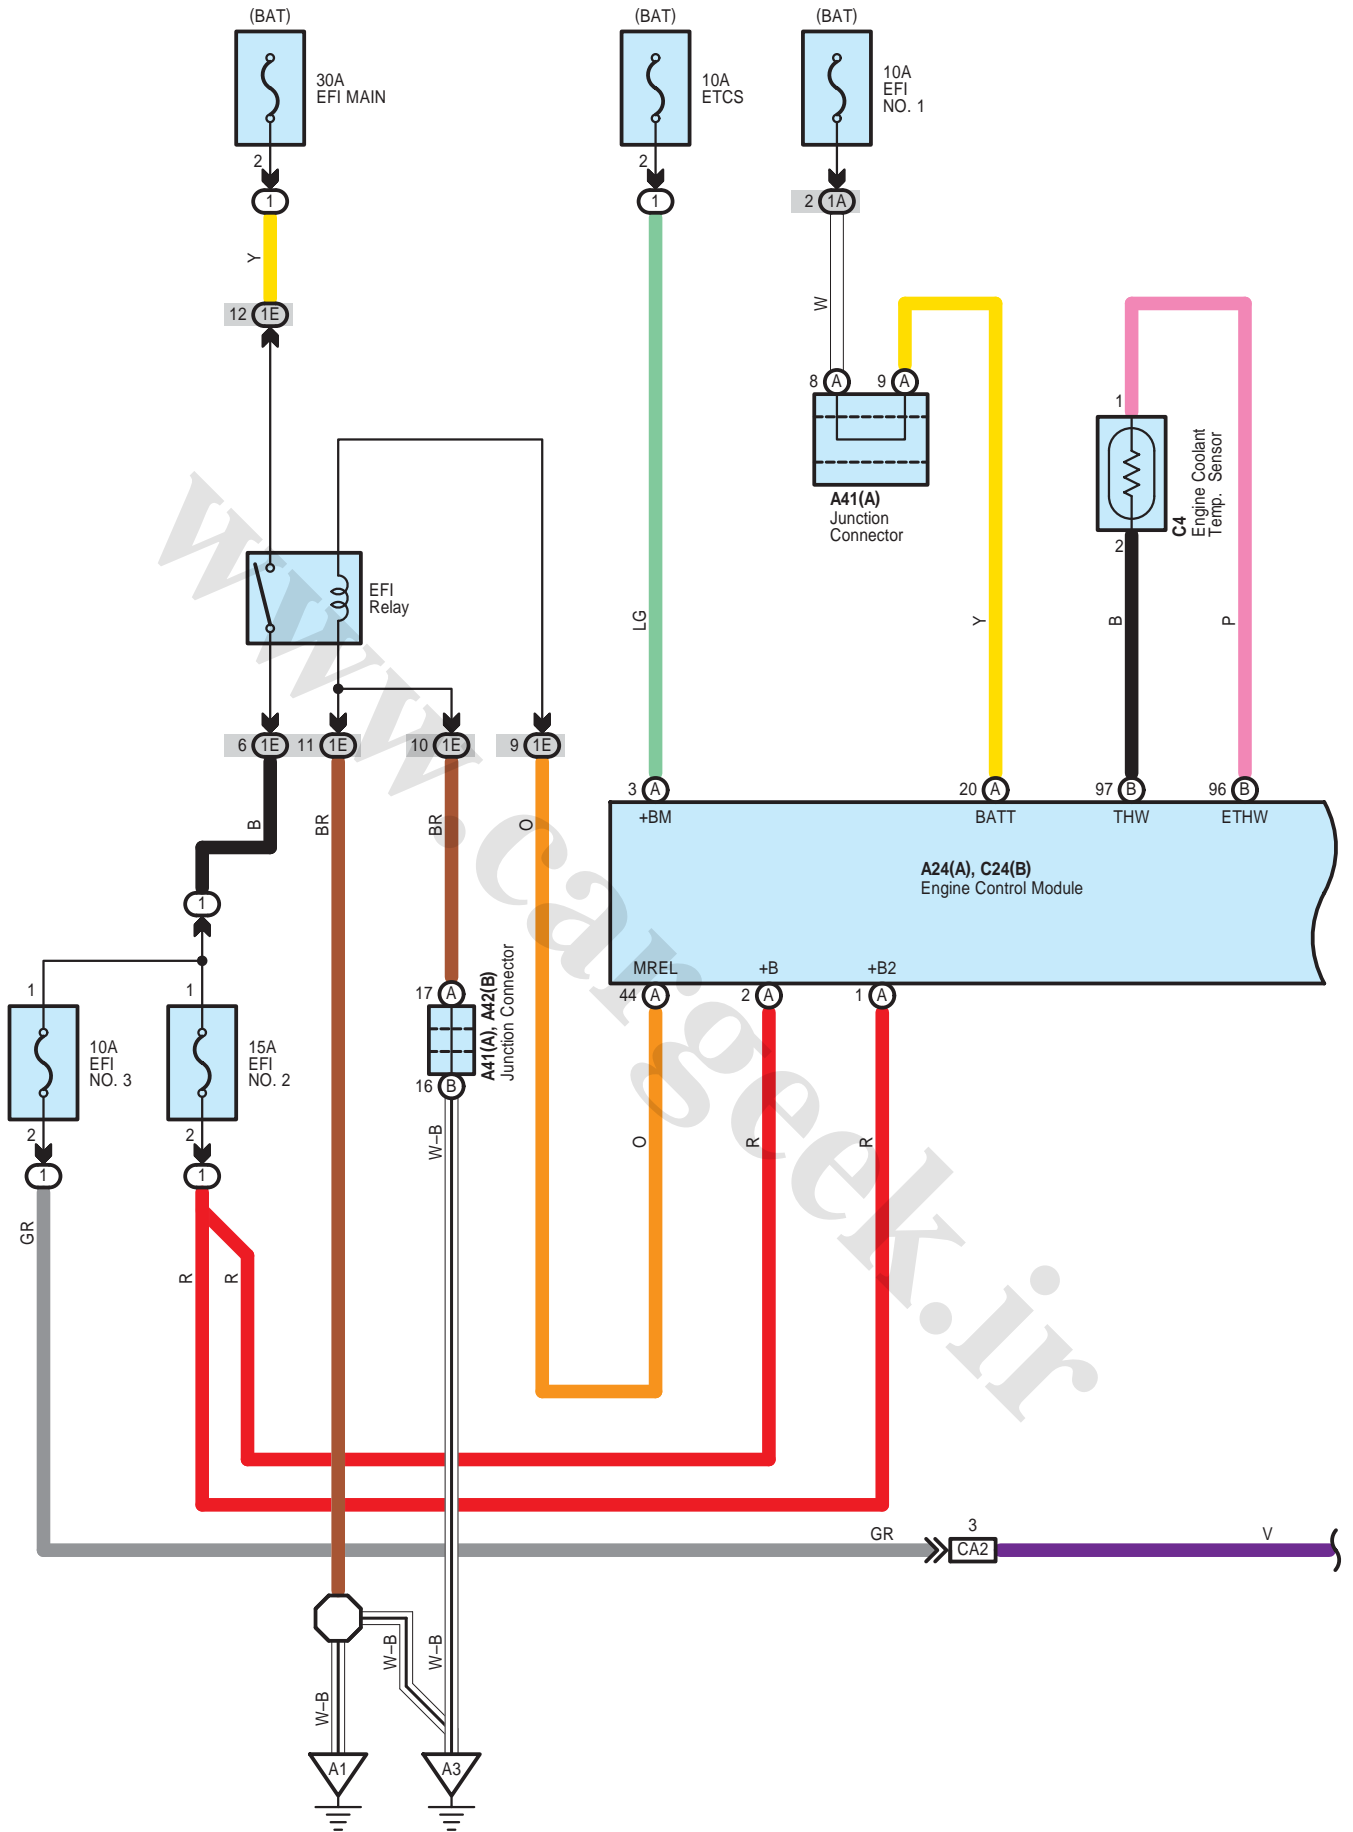 (BAT)
(BAT)
(BAT)
30A
EFI MAIN
10A
ETCS
10A
EFI
NO. 1
2
1
2
1
2 1A
Y
12 1E
W
8 A
9 A
A41(A)
Junction
Connector
1
C4
Engine Coolant
Temp. Sensor
2
EFI
Relay
LG
Y
B
P
6 1E
11 1E
10 1E
9 1E
3 A
20 A
97 B
96 B
+BM
BATT
THW
ETHW
B
BR
BR
O
A24(A), C24(B)
Engine Control Module
1
MREL
+B
+B2
44 A
2 A
1 A
1
1
17 A
A41(A), A42(B)
Junction Connector
16 B
10A
EFI
NO. 3
15A
EFI
NO. 2
2
2
1
1
W-B
O
R
R
GR
R
R
GR
3
CA2
V
W-B
W-B
W-B
A1
A3
www.cargeek.ir